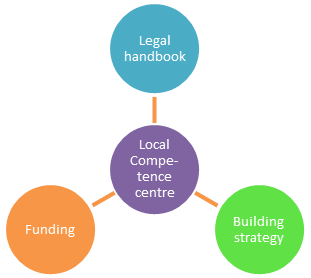 Legal
handbook
Local
Compe-
tence
centre
Funding
Building
strategy